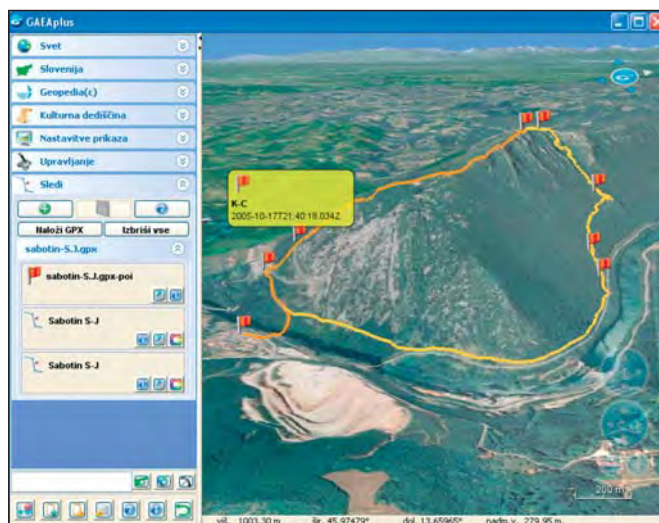 GAEAplus
Svet
Slovenija
Geopedia(c)
Kulturna dediščina
Nastavitve prikaza
Upravljanje
Sledi
Naloži GPX
Izbriši vse
sabotin-S.J.gpx
sabotin-S.J.gpx-poi
Sabotin S-J
Sabotin S-J
K-C
2005-10-17T21:40:18.034Z
200 m
viš. 1003,30 m šir. 45,97479° dol. 13,65965° nadm.v. 279,95 m